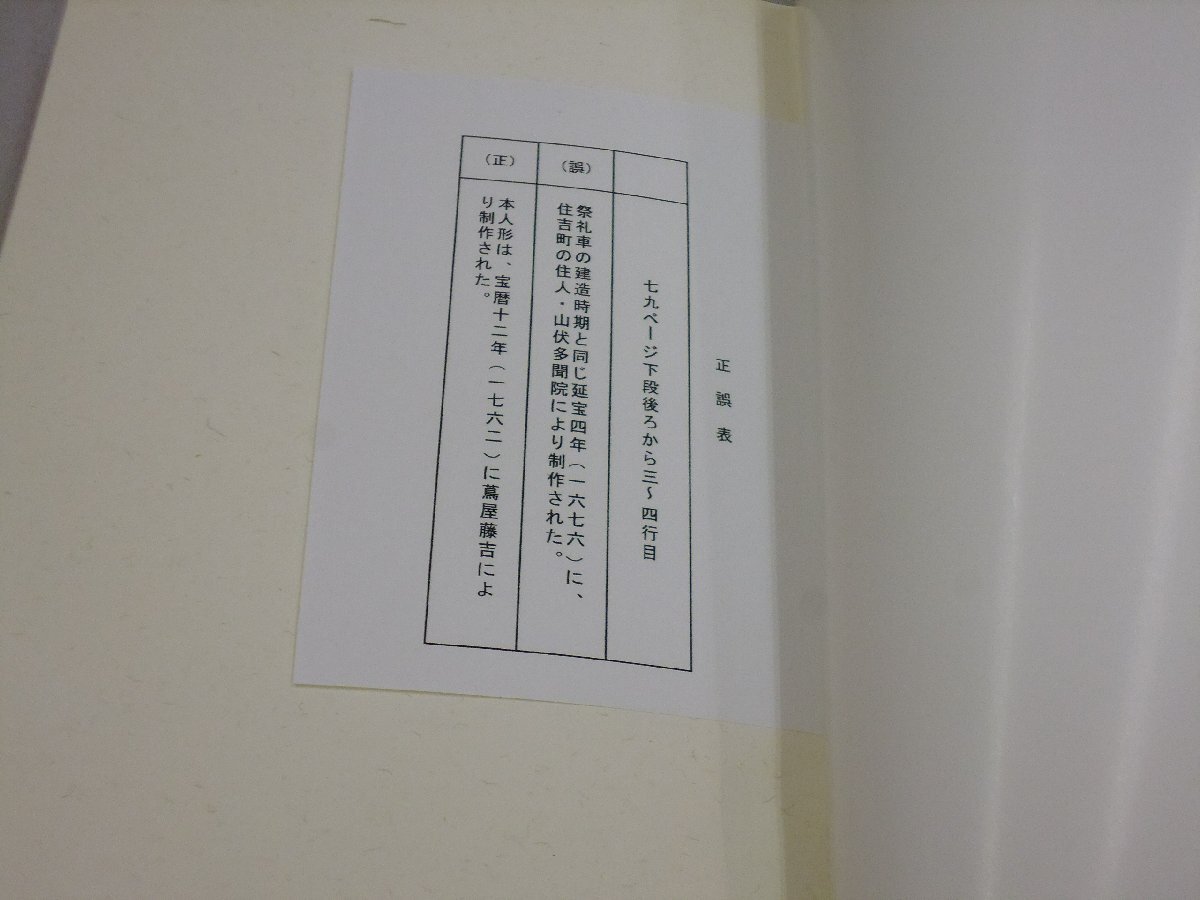 正誤表
七九ページ下段後ろから三～四行目
（誤）
祭礼車の建造時期と同じ延宝四年（一六七六）に、
住吉町の住人・山伏多聞院により制作された。
（正）
本人形は、宝暦十二年（一七六二）に蔦屋藤吉によ
り制作された。